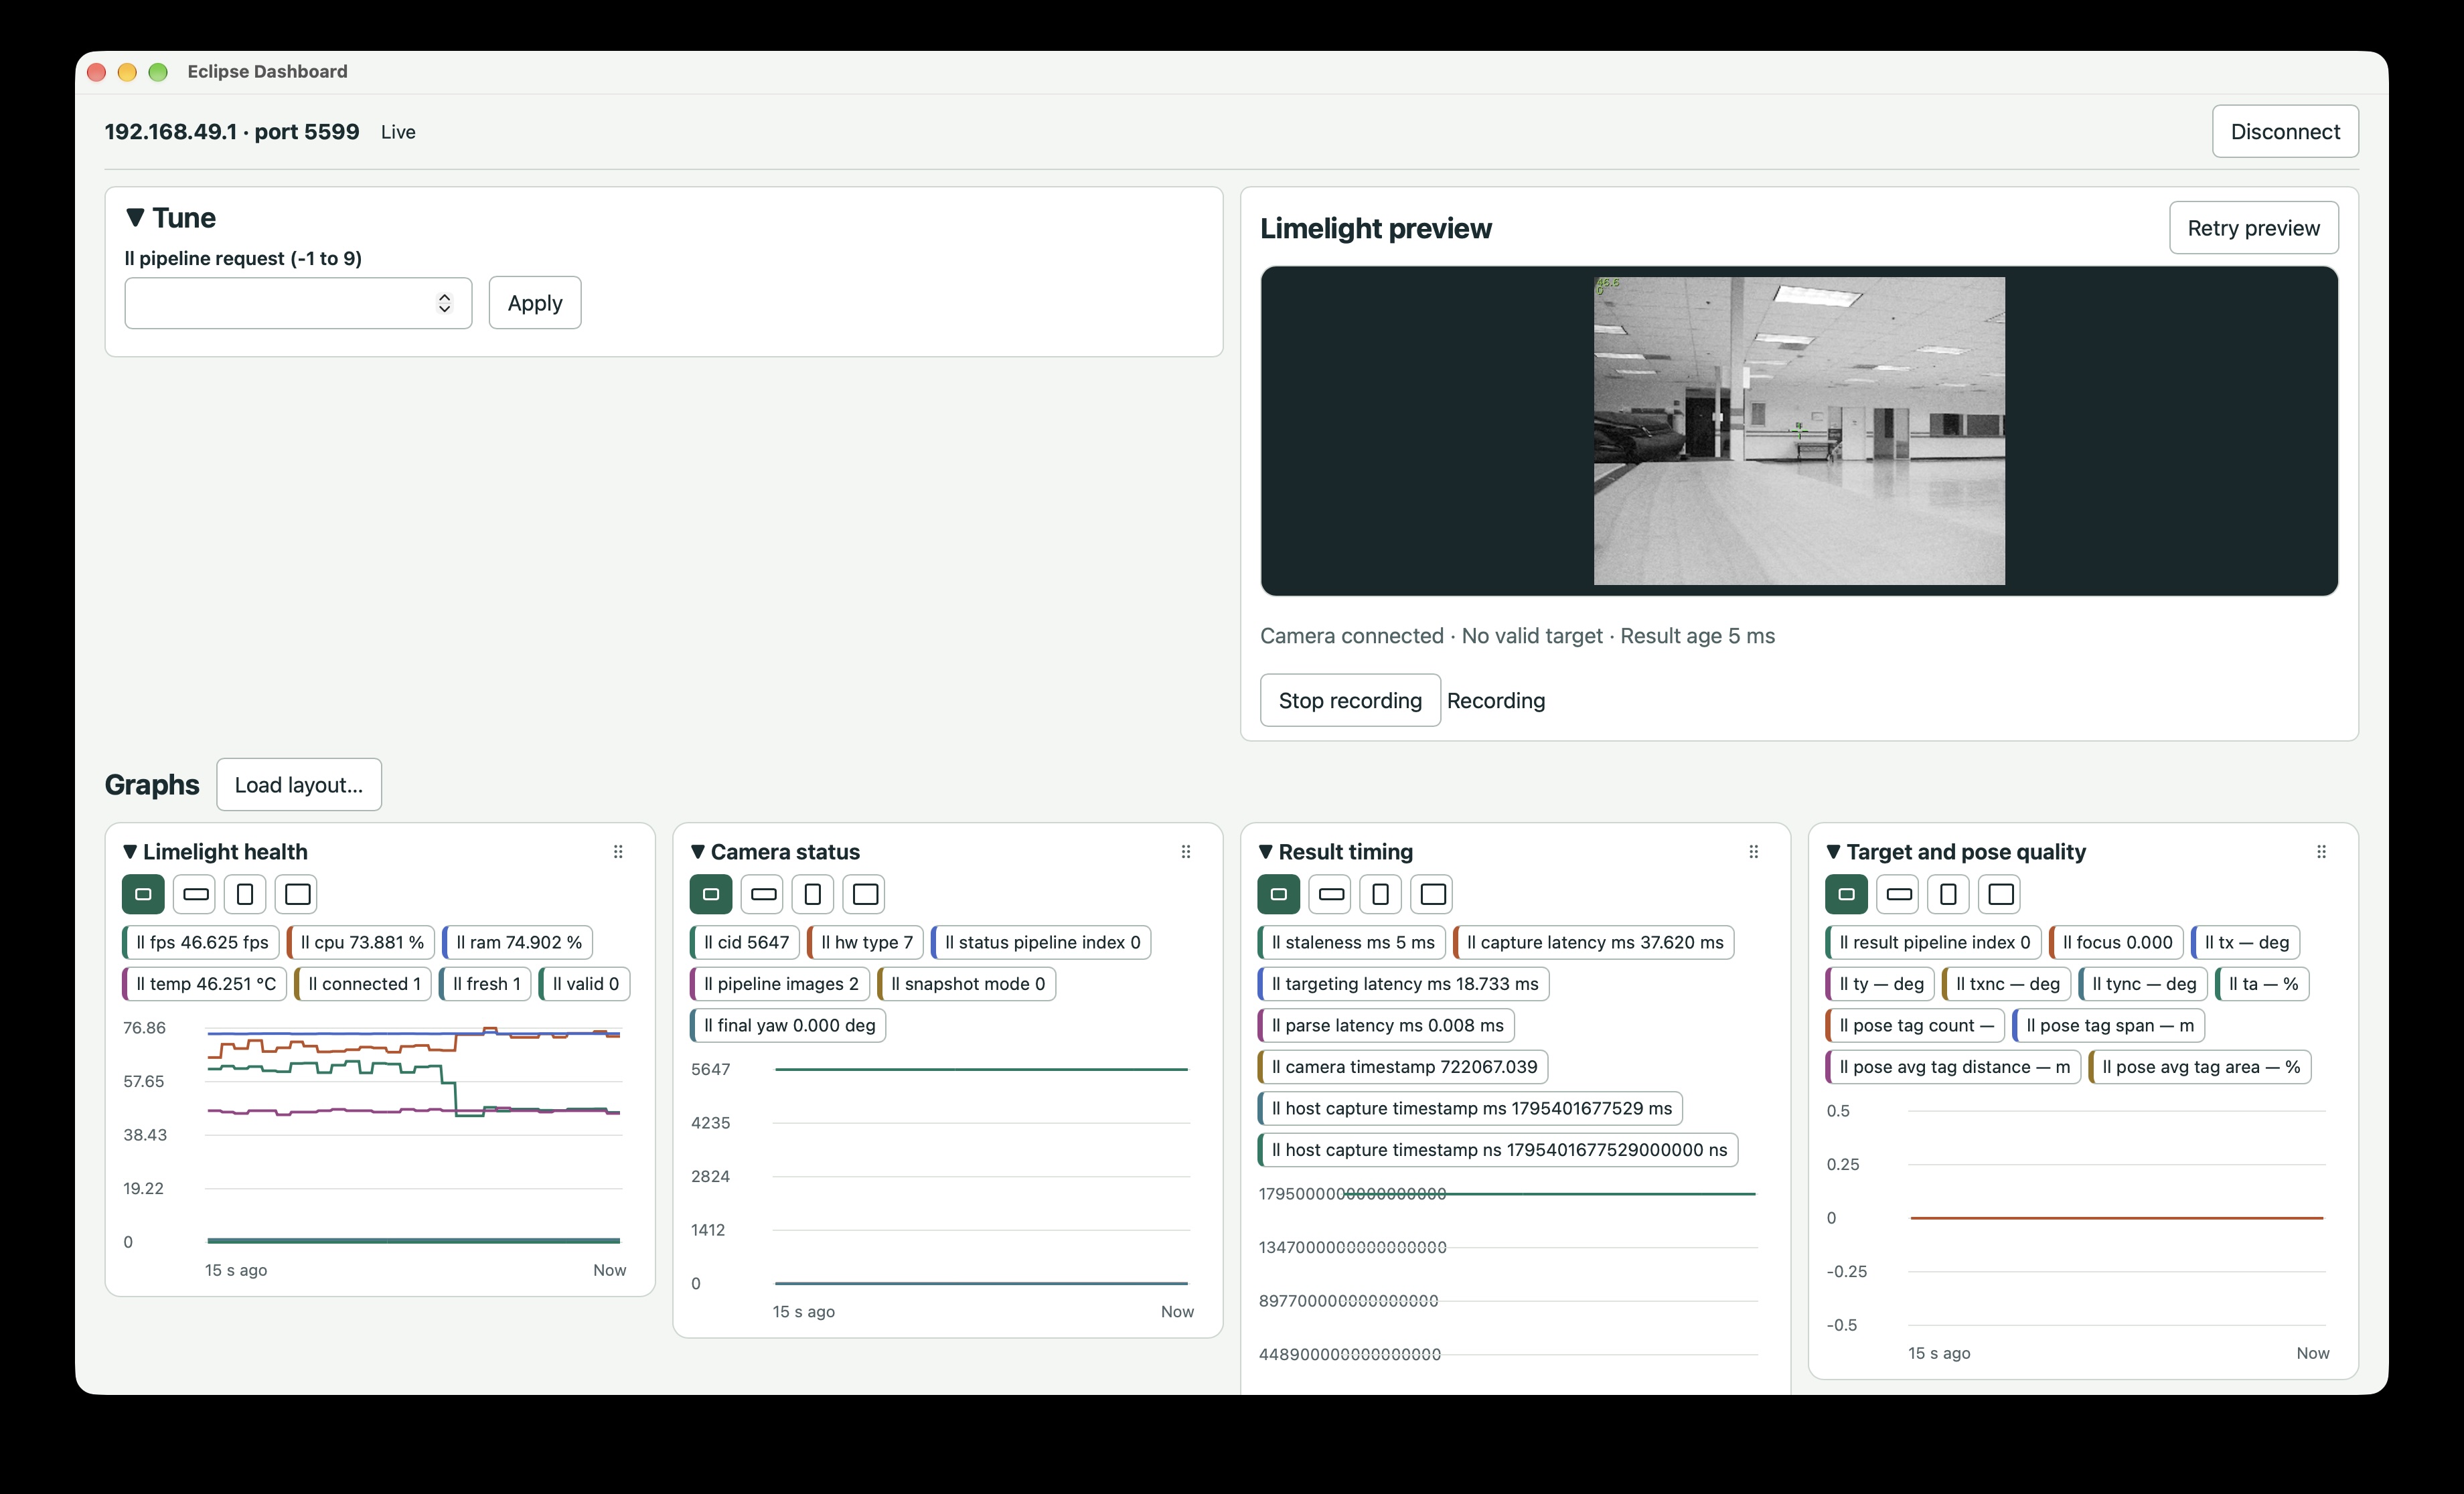 Eclipse Dashboard
192.168.49.1 · port 5599 Live
Disconnect
▼ Tune
ll pipeline request (-1 to 9)
Apply
Limelight preview
Retry preview
Camera connected · No valid target · Result age 5 ms
Stop recording Recording
Graphs
Load layout...
▼ Limelight health
ll fps 46.625 fps
ll cpu 73.881 %
ll ram 74.902 %
ll temp 46.251 °C
ll connected 1
ll fresh 1
ll valid 0
76.86
57.65
38.43
19.22
0
15 s ago
Now
▼ Camera status
ll cid 5647
ll hw type 7
ll status pipeline index 0
ll pipeline images 2
ll snapshot mode 0
ll final yaw 0.000 deg
5647
4235
2824
1412
0
15 s ago
Now
▼ Result timing
ll staleness ms 5 ms
ll capture latency ms 37.620 ms
ll targeting latency ms 18.733 ms
ll parse latency ms 0.008 ms
ll camera timestamp 722067.039
ll host capture timestamp ms 1795401677529 ms
ll host capture timestamp ns 1795401677529000000 ns
1795000000000000000
1347000000000000000
897700000000000000
448900000000000000
▼ Target and pose quality
ll result pipeline index 0
ll focus 0.000
ll tx — deg
ll ty — deg
ll txnc — deg
ll tync — deg
ll ta — %
ll pose tag count —
ll pose tag span — m
ll pose avg tag distance — m
ll pose avg tag area — %
0.5
0.25
0
-0.25
-0.5
15 s ago
Now